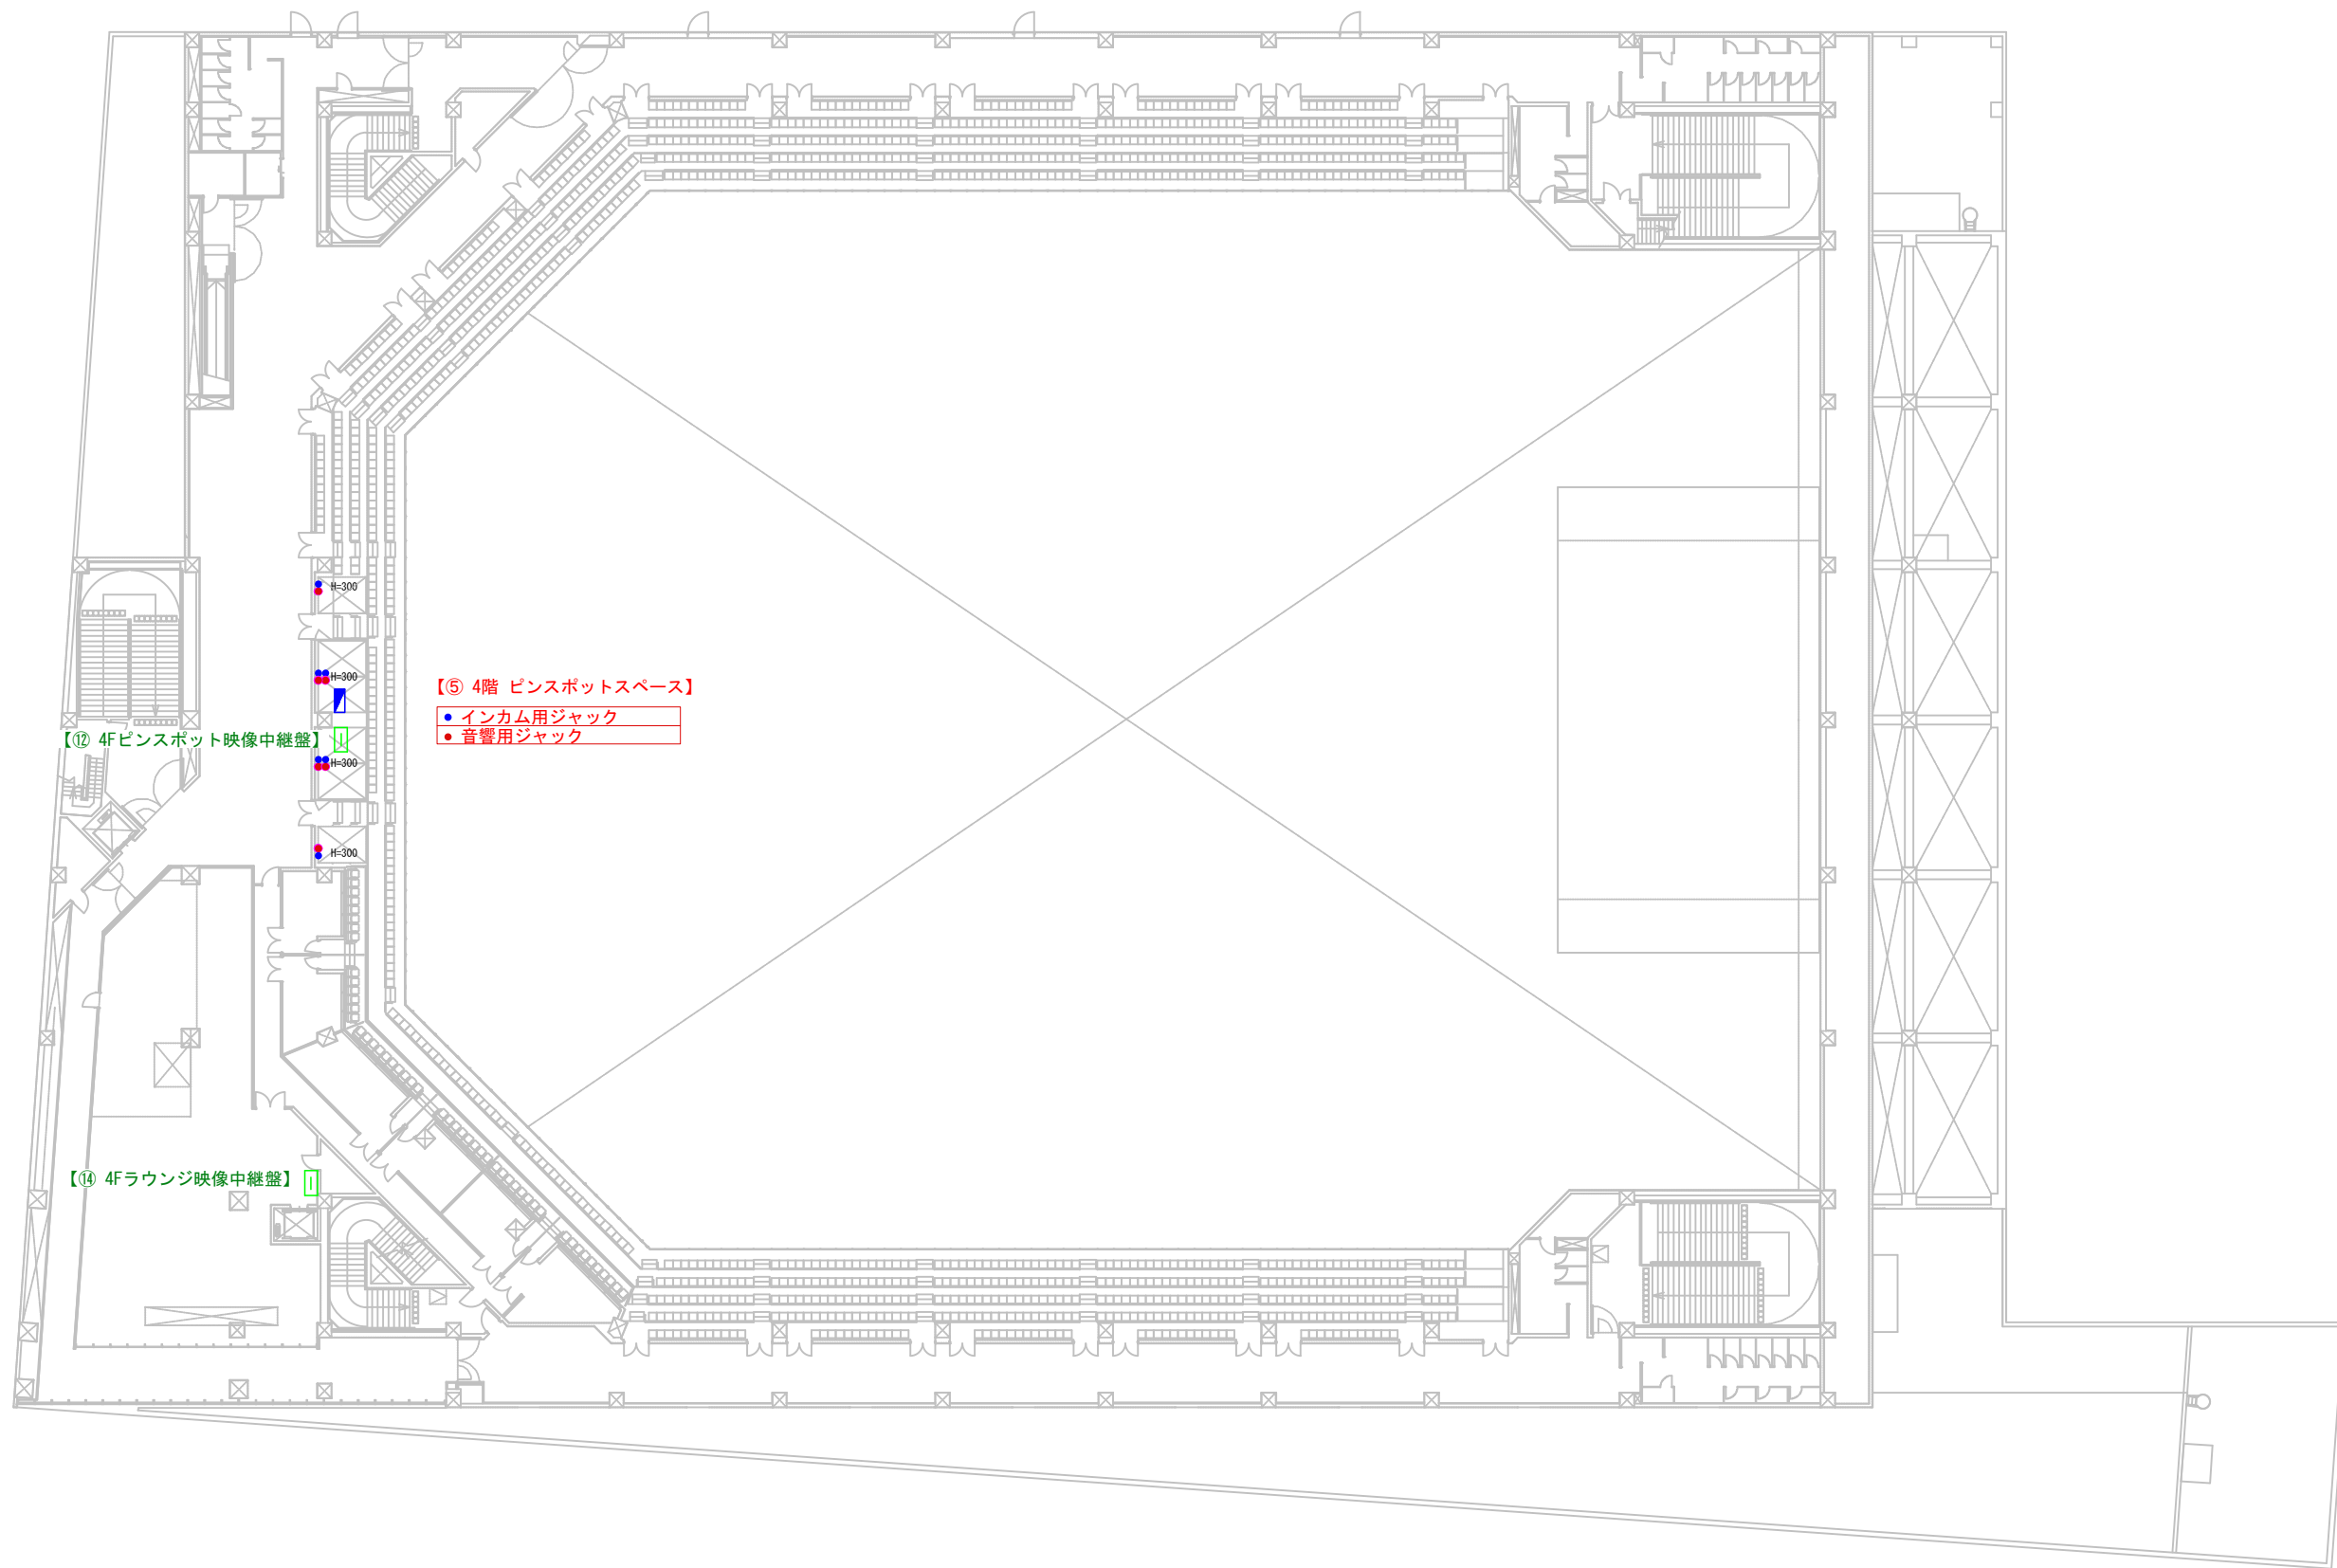 H=300
H=300
【⑤ 4階 ピンスポットスペース】
インカム用ジャック
音響用ジャック
【⑫ 4Fピンスポット映像中継盤】
H=300
H=300
【⑭ 4Fラウンジ映像中継盤】